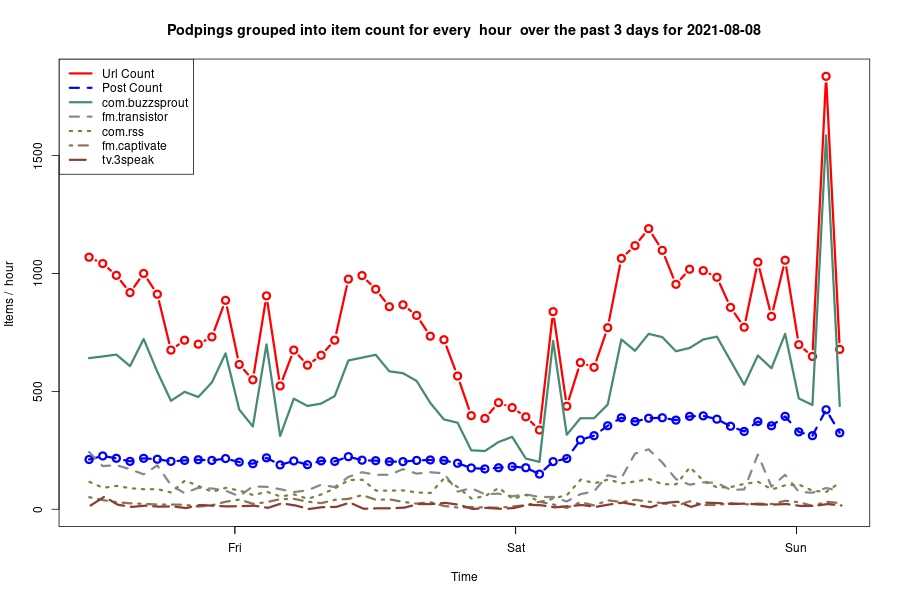 Podpings grouped into item count for every  hour  over the past 3 days for 2021-08-08
Url Count
Post Count
com.buzzsprout
fm.transistor
com.rss
fm.captivate
tv.3speak
Items / hour
1500
1000
500
0
Fri
Sat
Sun
Time